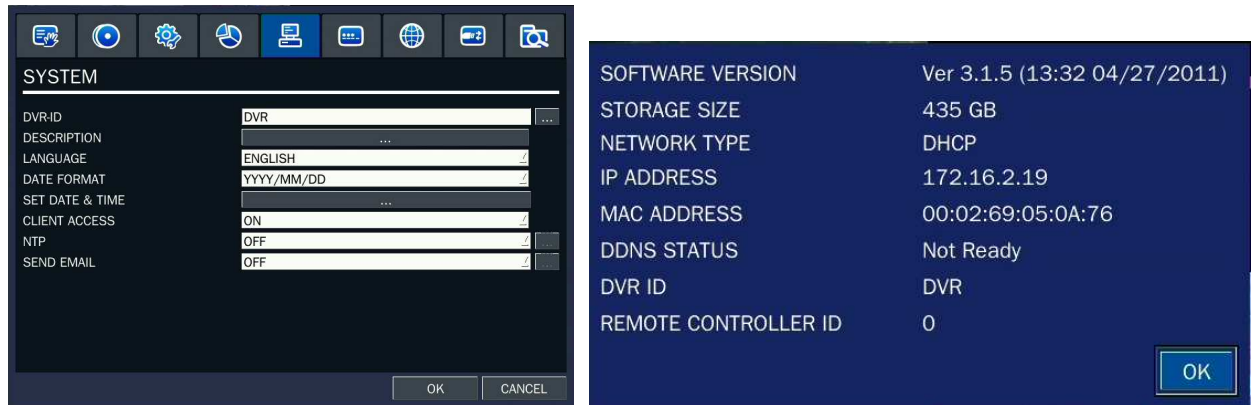 SYSTEM
DVR-ID DVR ...
DESCRIPTION ...
LANGUAGE ENGLISH
DATE FORMAT YYYY/MM/DD
SET DATE & TIME ...
CLIENT ACCESS ON
NTP OFF ...
SEND EMAIL OFF ...
OK CANCEL
SOFTWARE VERSION Ver 3.1.5 (13:32 04/27/2011)
STORAGE SIZE 435 GB
NETWORK TYPE DHCP
IP ADDRESS 172.16.2.19
MAC ADDRESS 00:02:69:05:0A:76
DDNS STATUS Not Ready
DVR ID DVR
REMOTE CONTROLLER ID 0
OK